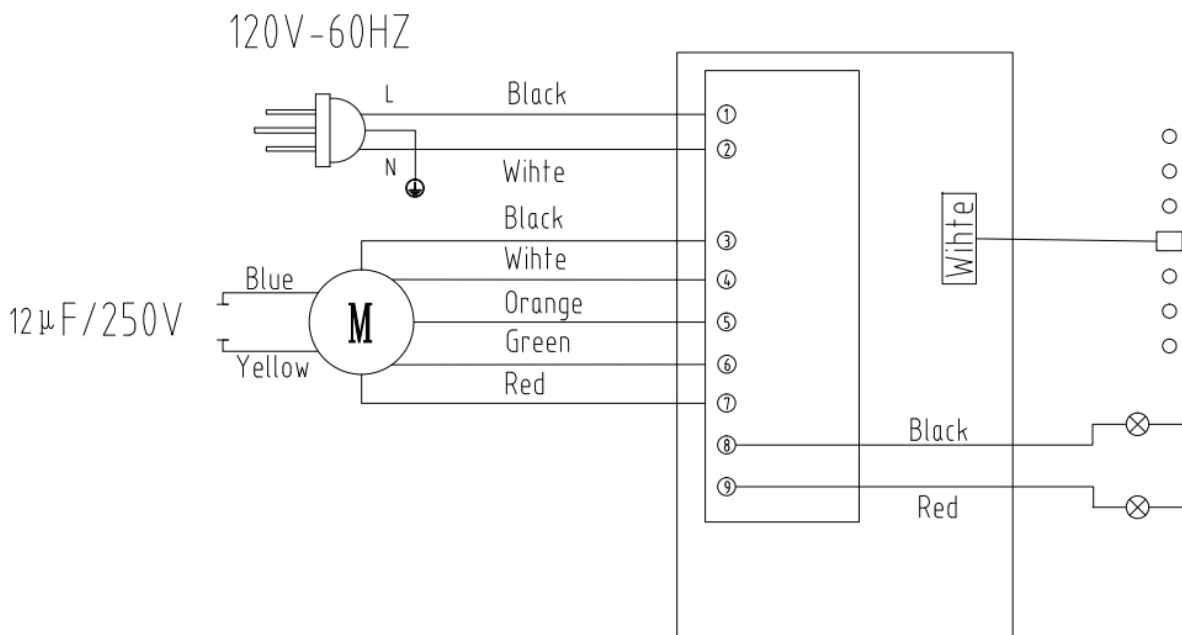 120V-60HZ
L
Black
①
②
N
Wihte
Black
③
Wihte
④
Blue
Orange
⑤
12μF/250V
M
Green
⑥
Yellow
Red
⑦
Wihte
⑧
Black
⑨
Red